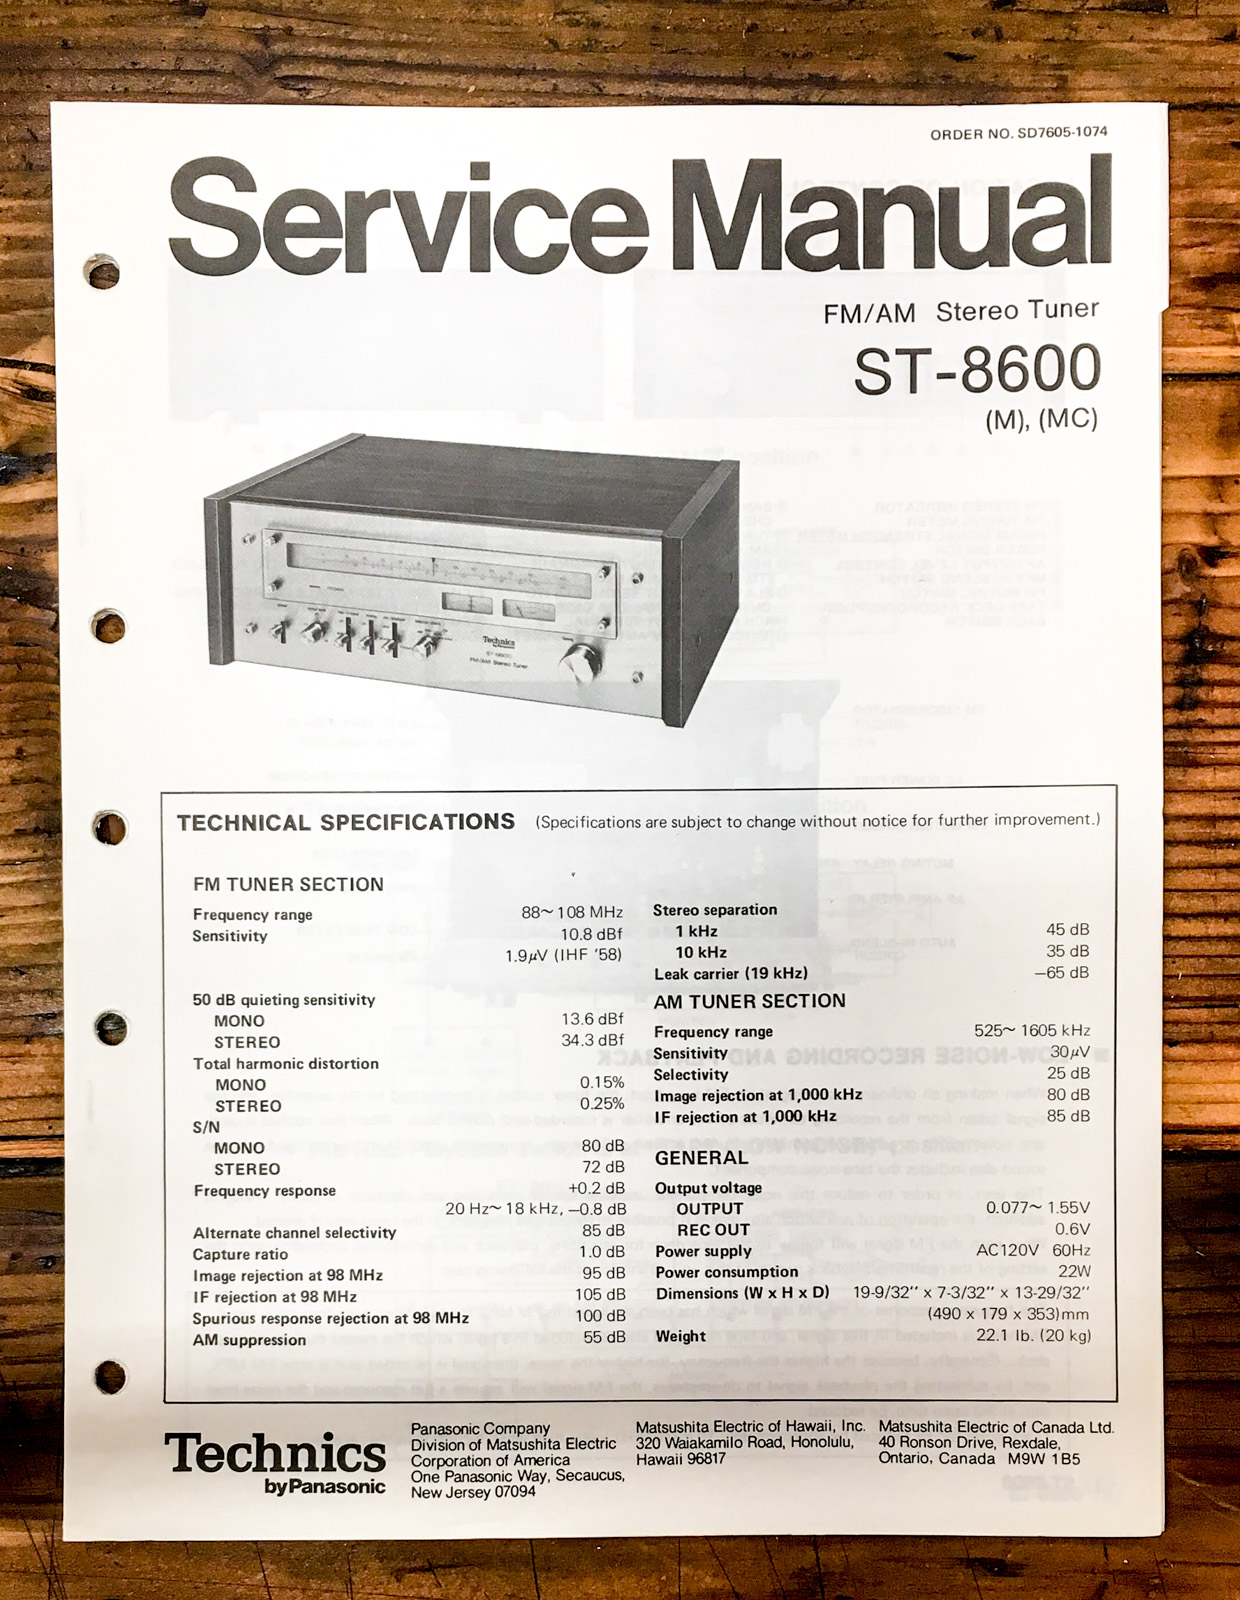 ORDER NO. SD7605-1074
Service Manual
FM/AM Stereo Tuner
ST-8600
(M), (MC)
Technics
by Panasonic
ST-8600
FM/AM Stereo Tuner
TECHNICAL SPECIFICATIONS (Specifications are subject to change without notice for further improvement.)
FM TUNER SECTION
Frequency range 88~108 MHz
Sensitivity 10.8 dBf
1.9μV (IHF '58)
50 dB quieting sensitivity
MONO 13.6 dBf
STEREO 34.3 dBf
Total harmonic distortion
MONO 0.15%
STEREO 0.25%
S/N
MONO 80 dB
STEREO 72 dB
Frequency response +0.2 dB
20 Hz~18 kHz, −0.8 dB
Alternate channel selectivity 85 dB
Capture ratio 1.0 dB
Image rejection at 98 MHz 95 dB
IF rejection at 98 MHz 105 dB
Spurious response rejection at 98 MHz 100 dB
AM suppression 55 dB
Stereo separation
1 kHz 45 dB
10 kHz 35 dB
Leak carrier (19 kHz) −65 dB
AM TUNER SECTION
Frequency range 525~1605 kHz
Sensitivity 30μV
Selectivity 25 dB
Image rejection at 1,000 kHz 80 dB
IF rejection at 1,000 kHz 85 dB
GENERAL
Output voltage
OUTPUT 0.077~1.55V
REC OUT 0.6V
Power supply AC120V 60Hz
Power consumption 22W
Dimensions (W x H x D) 19-9/32'' x 7-3/32'' x 13-29/32''
(490 x 179 x 353)mm
Weight 22.1 lb. (20 kg)
Technics
by Panasonic
Panasonic Company
Division of Matsushita Electric
Corporation of America
One Panasonic Way, Secaucus,
New Jersey 07094
Matsushita Electric of Hawaii, Inc.
320 Waiakamilo Road, Honolulu,
Hawaii 96817
Matsushita Electric of Canada Ltd.
40 Ronson Drive, Rexdale,
Ontario, Canada M9W 1B5